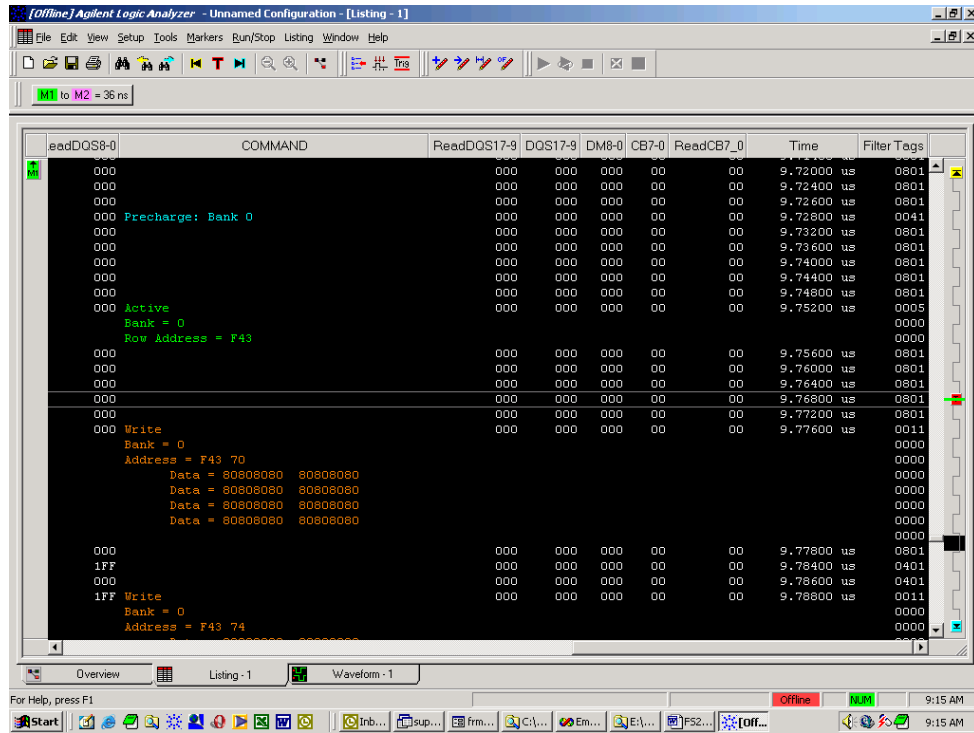 [Offline] Agilent Logic Analyzer - Unnamed Configuration - [Listing - 1]
File Edit View Setup Tools Markers Run/Stop Listing Window Help
M1 to M2 = 36 ns
eadDQS8-0 COMMAND ReadDQS17-9 DQS17-9 DM8-0 CB7-0 ReadCB7_0 Time Filter Tags
M1 000 000 000 000 00 00 9.72000 us 0801
000 000 000 000 00 00 9.72400 us 0801
000 000 000 000 00 00 9.72600 us 0801
000 Precharge: Bank 0 000 000 000 00 00 9.72800 us 0041
000 000 000 000 00 00 9.73200 us 0801
000 000 000 000 00 00 9.73600 us 0801
000 000 000 000 00 00 9.74000 us 0801
000 000 000 000 00 00 9.74400 us 0801
000 000 000 000 00 00 9.74800 us 0801
000 Active 000 000 000 00 00 9.75200 us 0005
Bank = 0 0000
Row Address = F43 0000
000 000 000 000 00 00 9.75600 us 0801
000 000 000 000 00 00 9.76000 us 0801
000 000 000 000 00 00 9.76400 us 0801
000 000 000 000 00 00 9.76800 us 0801
000 000 000 000 00 00 9.77200 us 0801
000 Write 000 000 000 00 00 9.77600 us 0011
Bank = 0 0000
Address = F43 70 0000
Data = 80808080 80808080 0000
Data = 80808080 80808080 0000
Data = 80808080 80808080 0000
Data = 80808080 80808080 0000
0000
000 000 000 000 00 00 9.77800 us 0801
1FF 000 000 000 00 00 9.78400 us 0401
000 000 000 000 00 00 9.78600 us 0401
1FF Write 000 000 000 00 00 9.78800 us 0011
Bank = 0 0000
Address = F43 74 0000
Overview Listing - 1 Waveform - 1
For Help, press F1 Offline NUM 9:15 AM
Start Inb... sup... frm... C:\... Em... E:\... FS2... [Off... 9:15 AM